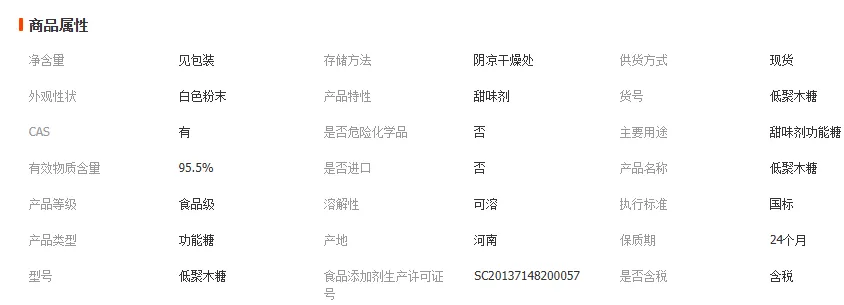 商品属性
净含量 见包装 存储方法 阴凉干燥处 供货方式 现货
外观性状 白色粉末 产品特性 甜味剂 货号 低聚木糖
CAS 有 是否危险化学品 否 主要用途 甜味剂功能糖
有效物质含量 95.5% 是否进口 否 产品名称 低聚木糖
产品等级 食品级 溶解性 可溶 执行标准 国标
产品类型 功能糖 产地 河南 保质期 24个月
型号 低聚木糖 食品添加剂生产许可证 SC20137148200057 是否含税 含税
号